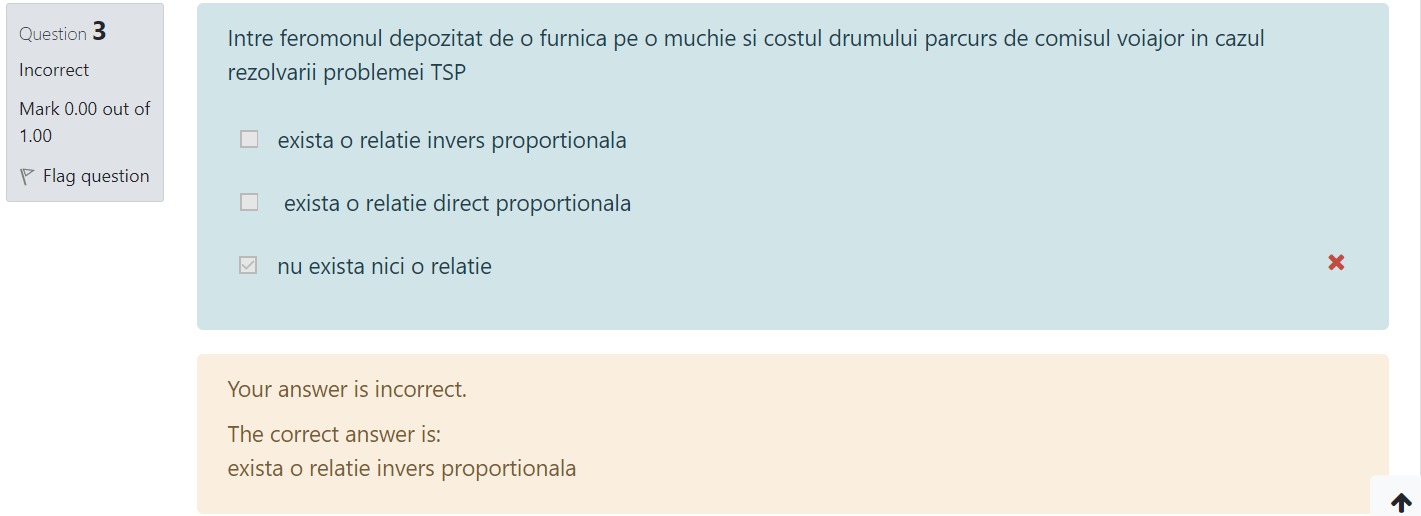 Question 3
Incorrect
Mark 0.00 out of
1.00
Flag question
Intre feromonul depozitat de o furnica pe o muchie si costul drumului parcurs de comisul voiajor in cazul
rezolvarii problemei TSP
exista o relatie invers proportionala
exista o relatie direct proportionala
nu exista nici o relatie
Your answer is incorrect.
The correct answer is:
exista o relatie invers proportionala